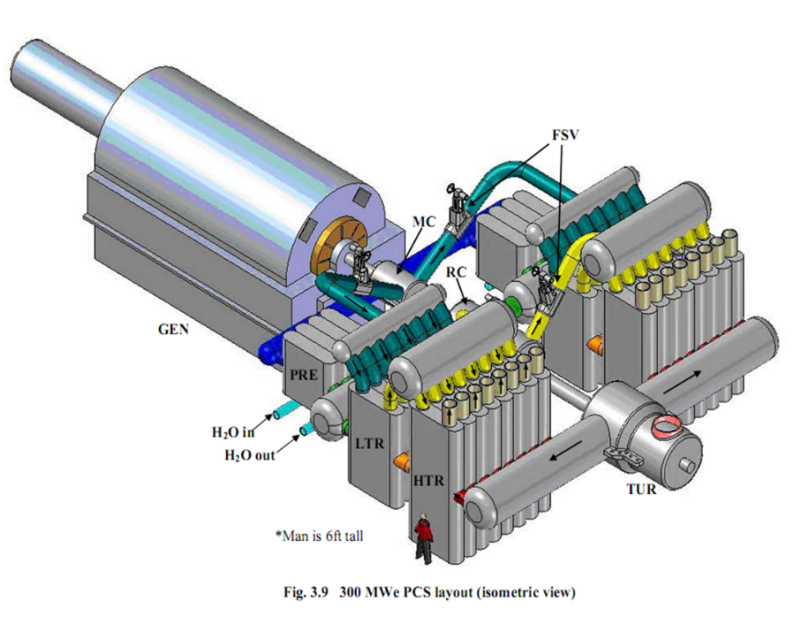 FSV
MC
RC
GEN
PRE
H₂O in
H₂O out
LTR
HTR
TUR
*Man is 6ft tall
Fig. 3.9 300 MWe PCS layout (isometric view)